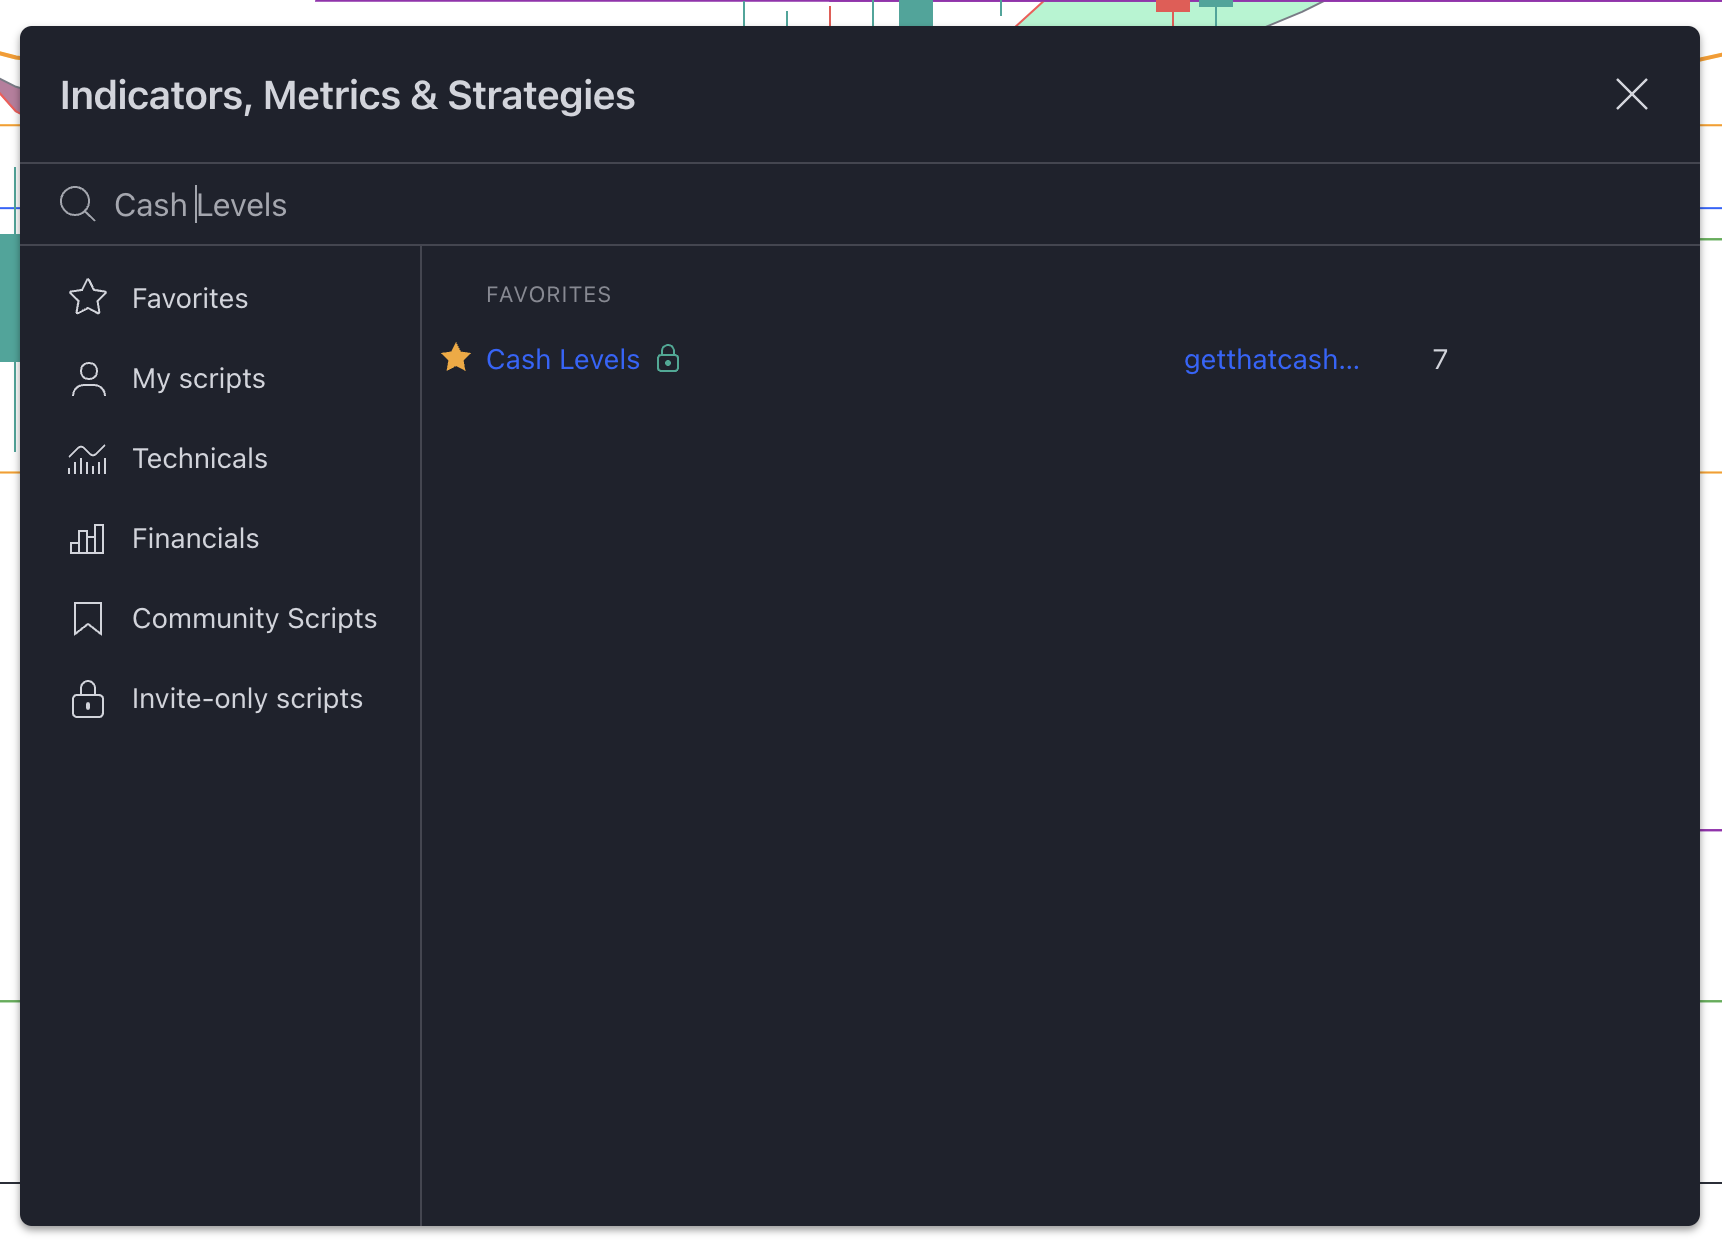 Indicators, Metrics & Strategies
Cash Levels
Favorites
My scripts
Technicals
Financials
Community Scripts
Invite-only scripts
FAVORITES
Cash Levels getthatcash... 7